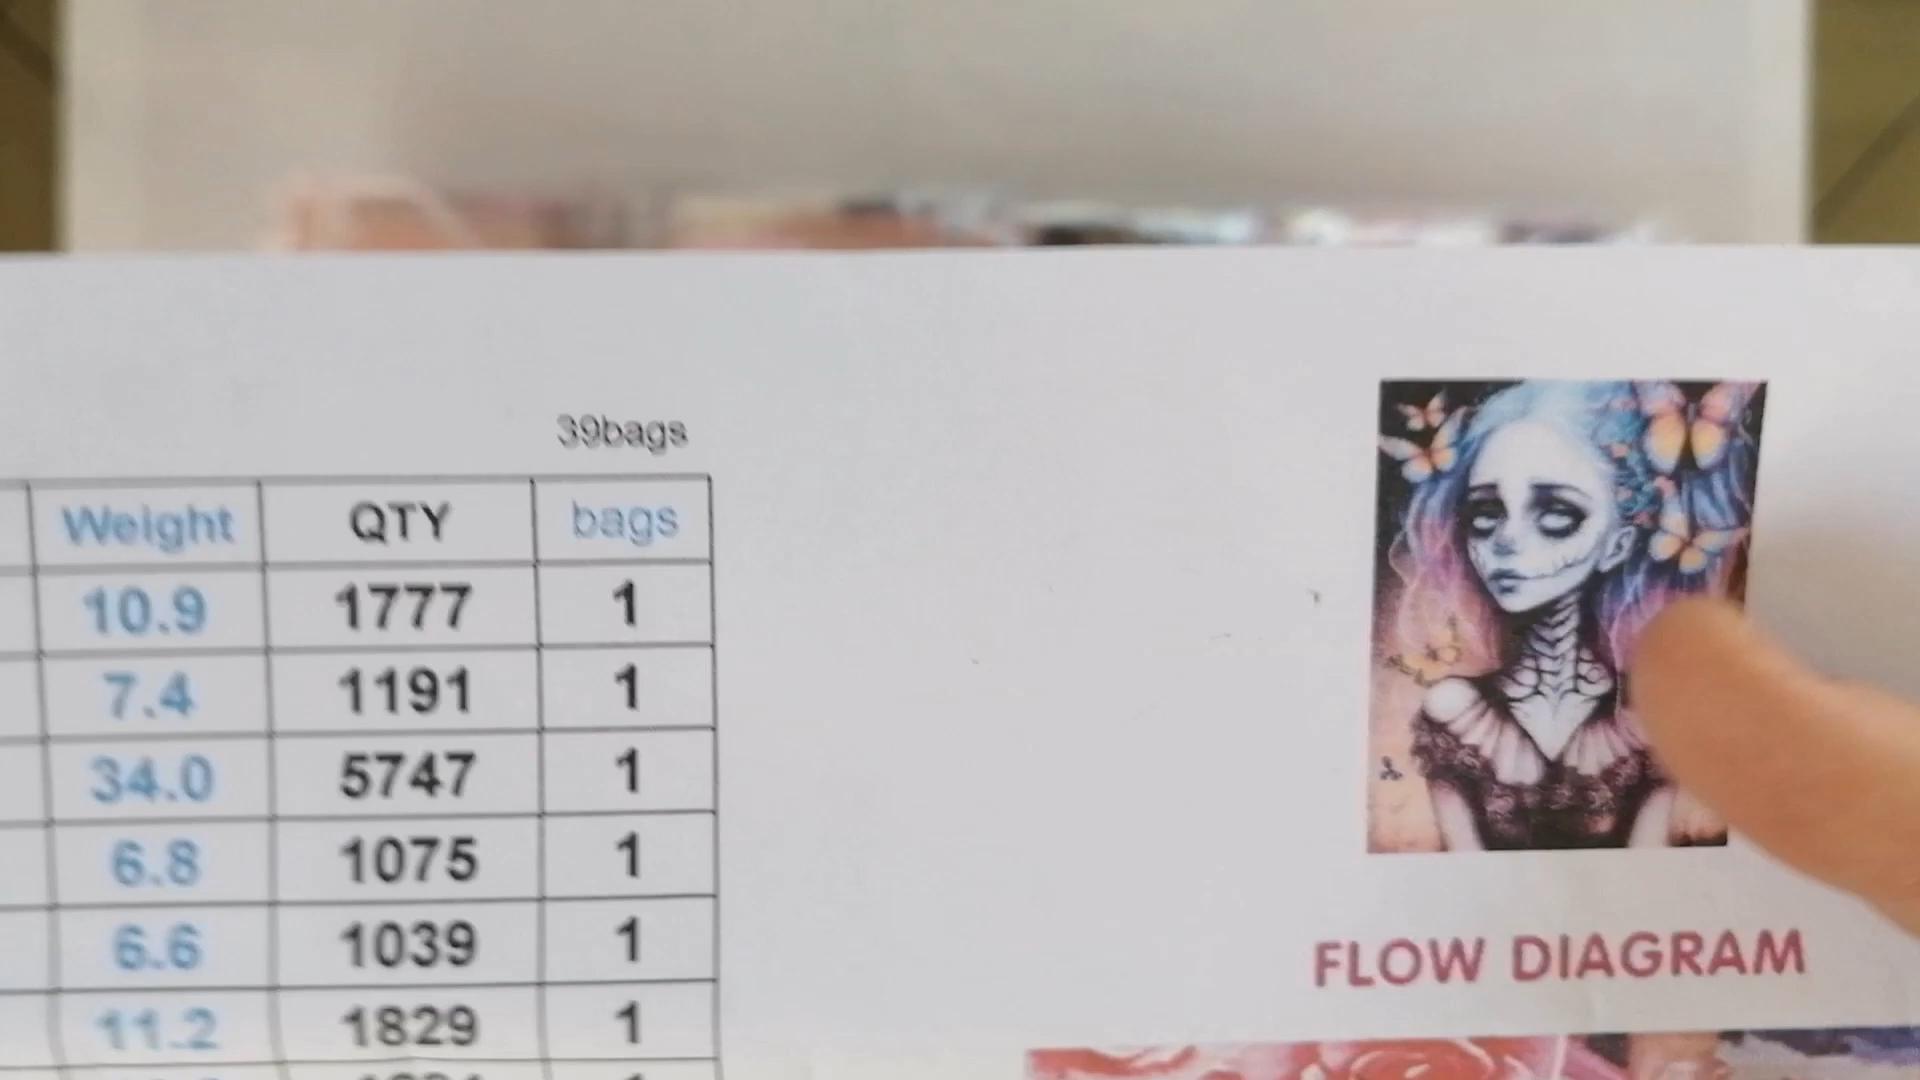 39bags
Weight QTY bags
10.9 1777 1
7.4 1191 1
34.0 5747 1
6.8 1075 1
6.6 1039 1
11.2 1829 1
FLOW DIAGRAM